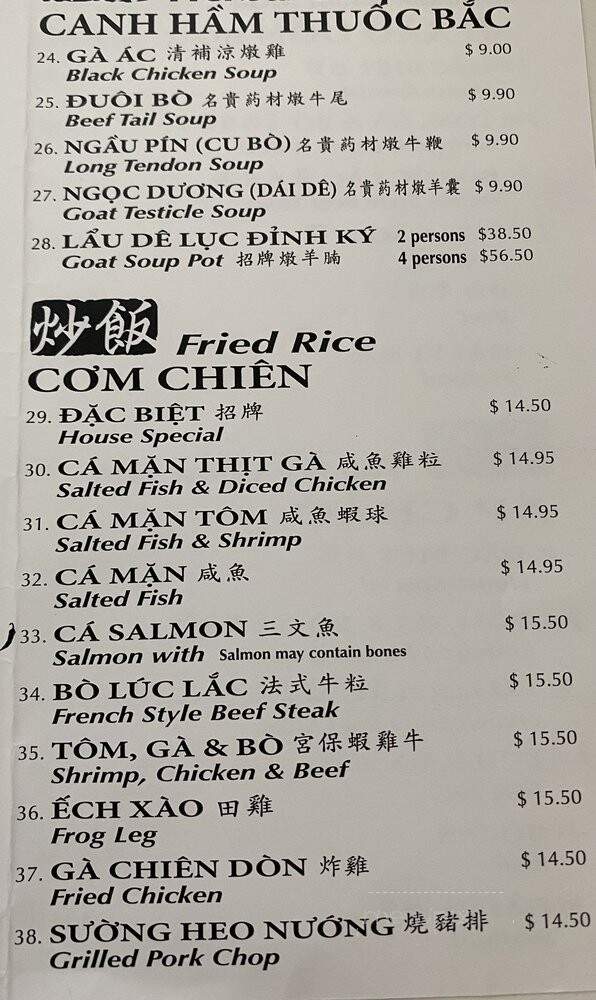 CANH HẦM THUỐC BẮC
24. GÀ ÁC 清補涼燉雞 $ 9.00
Black Chicken Soup
25. ĐUÔI BÒ 名貴葯材燉牛尾 $ 9.90
Beef Tail Soup
26. NGẦU PÍN (CU BÒ) 名貴葯材燉牛鞭 $ 9.90
Long Tendon Soup
27. NGỌC DƯƠNG (DÁI DÊ) 名貴葯材燉羊囊 $ 9.90
Goat Testicle Soup
28. LẨU DÊ LỤC ĐỈNH KÝ 2 persons $38.50
Goat Soup Pot 招牌燉羊腩 4 persons $56.50
炒飯 Fried Rice
CƠM CHIÊN
29. ĐẶC BIỆT 招牌 $ 14.50
House Special
30. CÁ MẶN THỊT GÀ 咸魚雞粒 $ 14.95
Salted Fish & Diced Chicken
31. CÁ MẶN TÔM 咸魚蝦球 $ 14.95
Salted Fish & Shrimp
32. CÁ MẶN 咸魚 $ 14.95
Salted Fish
33. CÁ SALMON 三文魚 $ 15.50
Salmon with Salmon may contain bones
34. BÒ LÚC LẮC 法式牛粒 $ 15.50
French Style Beef Steak
35. TÔM, GÀ & BÒ 宮保蝦雞牛 $ 15.50
Shrimp, Chicken & Beef
36. ẾCH XÀO 田雞 $ 15.50
Frog Leg
37. GÀ CHIÊN DÒN 炸雞 $ 14.50
Fried Chicken
38. SƯỜNG HEO NƯỚNG 燒豬排 $ 14.50
Grilled Pork Chop